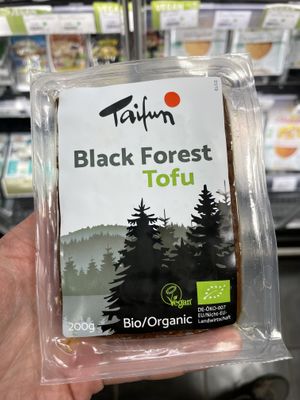 Taifun
Black Forest
Tofu
Vegan
200g
Bio/Organic
DE-ÖKO-007
EU/Nicht-EU-
Landwirtschaft